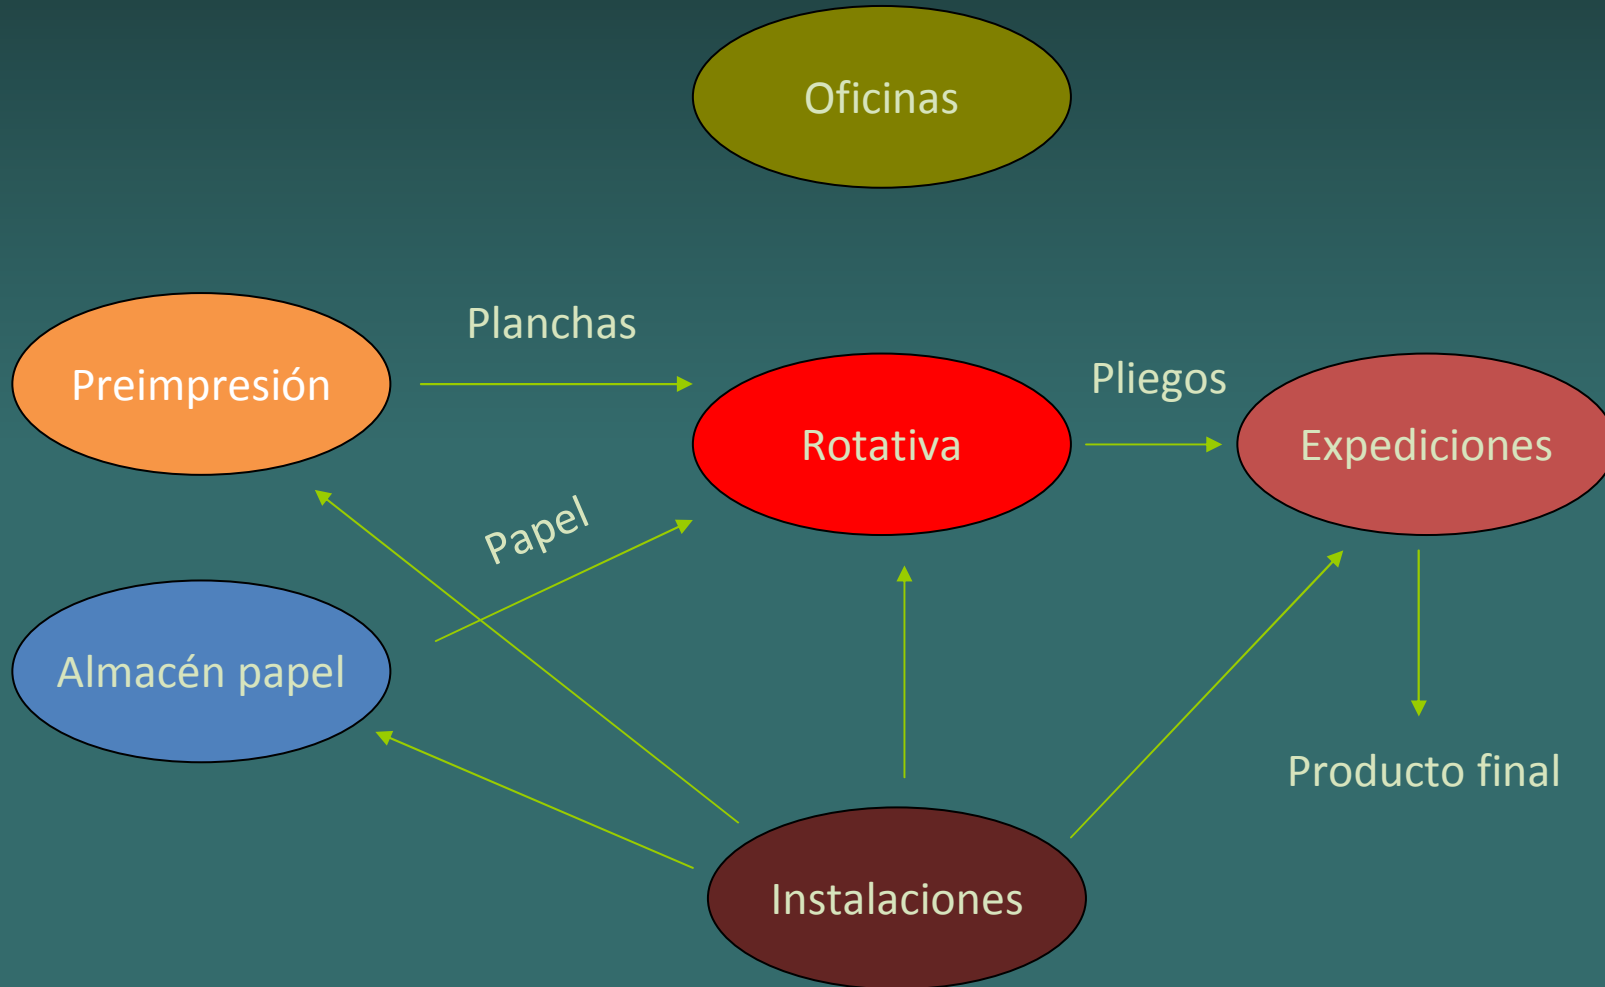 Oficinas
Planchas
Preimpresión
Pliegos
Rotativa
Expediciones
Papel
Almacén papel
Producto final
Instalaciones